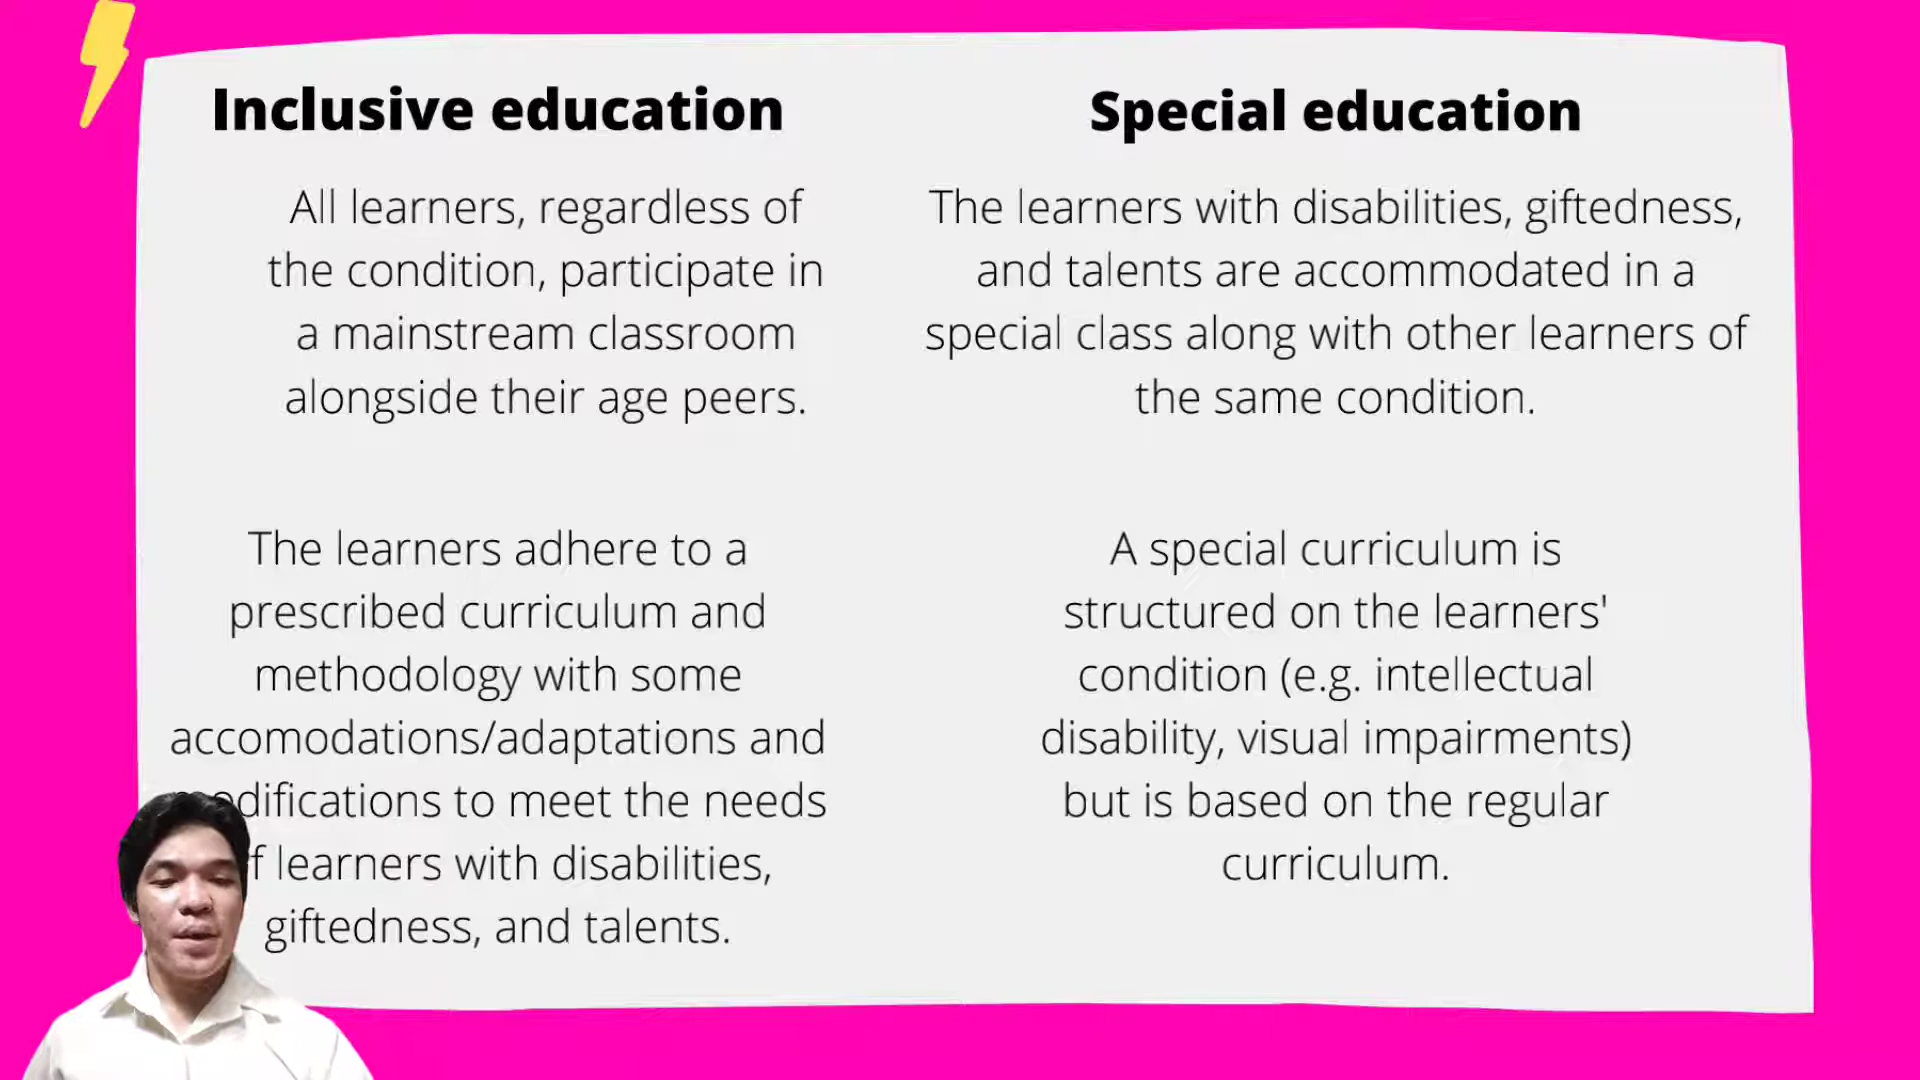 Inclusive education
All learners, regardless of
the condition, participate in
a mainstream classroom
alongside their age peers.
The learners adhere to a
prescribed curriculum and
methodology with some
accomodations/adaptations and
to meet the needs
learners with disabilities,
giftedness, and talents.
Special education
The learners with disabilities, giftedness,
and talents are accommodated in a
special class along with other learners of
the same condition.
A special curriculum is
structured on the learners'
condition (e.g. intellectual
disability, visual impairments)
but is based on the regular
curriculum.